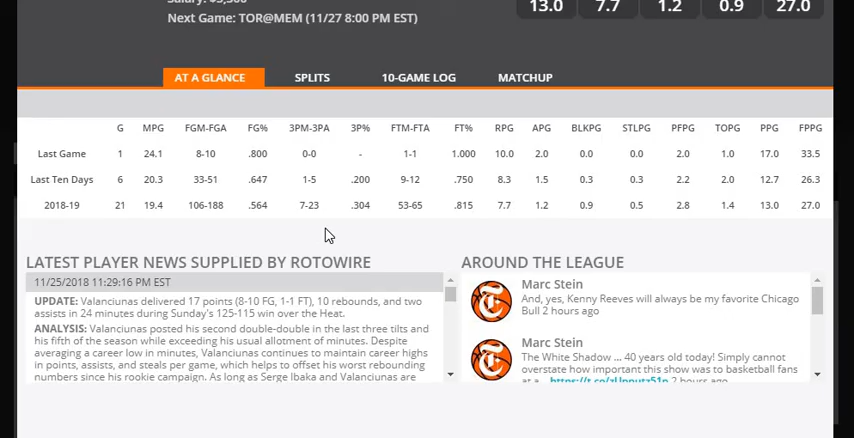 Next Game: TOR@MEM (11/27 8:00 PM EST)
13.0 7.7 1.2 0.9 27.0
AT A GLANCE SPLITS 10-GAME LOG MATCHUP
G MPG FGM-FGA FG% 3PM-3PA 3P% FTM-FTA FT% RPG APG BLKPG STLPG PFPG TOPG PPG FPPG
Last Game 1 24.1 8-10 .800 0-0 - 1-1 1.000 10.0 2.0 0.0 0.0 2.0 1.0 17.0 33.5
Last Ten Days 6 20.3 33-51 .647 1-5 .200 9-12 .750 8.3 1.5 0.3 0.3 2.2 2.0 12.7 26.3
2018-19 21 19.4 106-188 .564 7-23 .304 53-65 .815 7.7 1.2 0.9 0.5 2.8 1.4 13.0 27.0
LATEST PLAYER NEWS SUPPLIED BY ROTOWIRE
11/25/2018 11:29:16 PM EST
UPDATE: Valanciunas delivered 17 points (8-10 FG, 1-1 FT), 10 rebounds, and two
assists in 24 minutes during Sunday's 125-115 win over the Heat.
ANALYSIS: Valanciunas posted his second double-double in the last three tilts and
his fifth of the season while exceeding his usual allotment of minutes. Despite
averaging a career low in minutes, Valanciunas continues to maintain career highs
in points, assists, and steals per game, which helps to offset his worst rebounding
numbers since his rookie campaign. As long as Serge Ibaka and Valanciunas are
AROUND THE LEAGUE
Marc Stein
And, yes, Kenny Reeves will always be my favorite Chicago
Bull 2 hours ago
Marc Stein
The White Shadow ... 40 years old today! Simply cannot
overstate how important this show was to basketball fans
2 hours ago